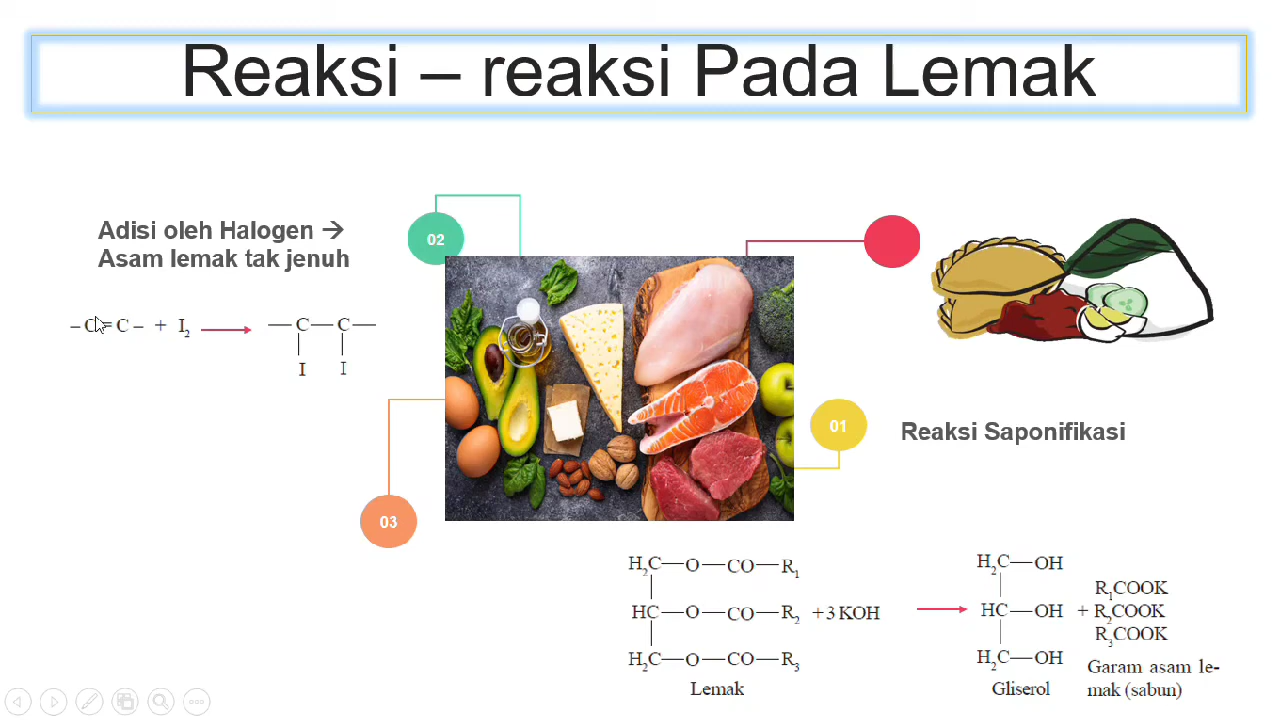 Reaksi – reaksi Pada Lemak
Adisi oleh Halogen →
Asam lemak tak jenuh
02
– C = C – + I₂ → — C — C —
I I
01
Reaksi Saponifikasi
03
H₂C — O — CO — R₁
HC — O — CO — R₂ + 3 KOH →
H₂C — O — CO — R₃
Lemak
H₂C — OH
HC — OH +
H₂C — OH
Gliserol
R₁COOK
R₂COOK
R₃COOK
Garam asam le-
mak (sabun)